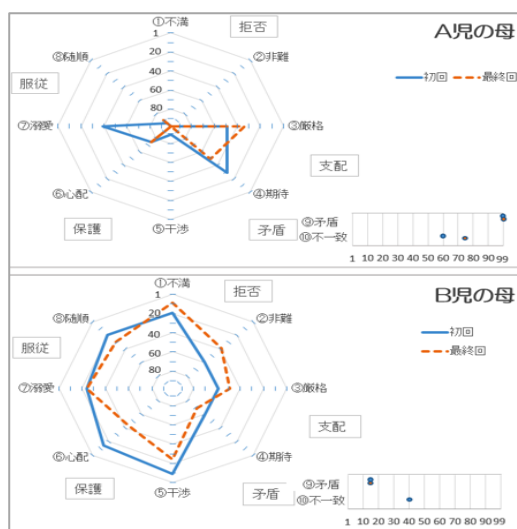 A児の母
初回
最終回
①不満
拒否
②非難
③厳格
支配
④期待
矛盾
⑤干渉
保護
⑥心配
⑦溺愛
服従
⑧随順
1
20
40
60
80
⑨矛盾
⑩不一致
1 10 20 30 40 50 60 70 80 90 99
B児の母
初回
最終回
①不満
拒否
②非難
③厳格
支配
④期待
矛盾
⑤干渉
保護
⑥心配
⑦溺愛
服従
⑧随順
1
20
40
60
80
⑨矛盾
⑩不一致
1 10 20 30 40 50 60 70 80 90 99